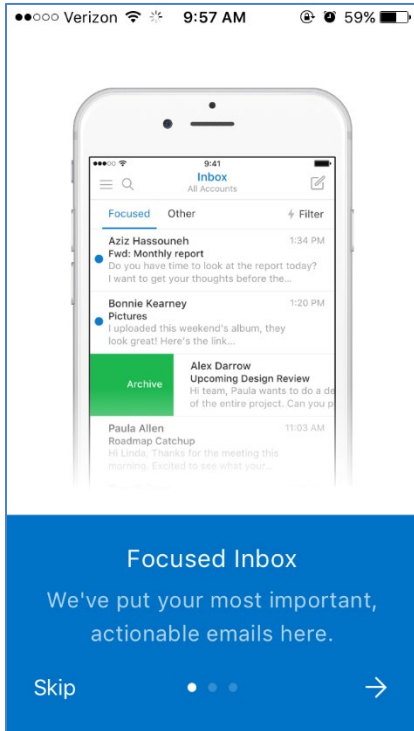 Verizon 9:57 AM 59%
9:41
Inbox
All Accounts
Focused Other Filter
Aziz Hassouneh 1:34 PM
Fwd: Monthly report
Do you have time to look at the report today?
I want to get your thoughts before the...
Bonnie Kearney 1:20 PM
Pictures
I uploaded this weekend's album, they
look great! Here's the link...
Archive
Alex Darrow
Upcoming Design Review
Hi team, Paula wants to do a de
of the entire project. Can you p
Paula Allen 11:03 AM
Roadmap Catchup
Hi Linda, Thanks for the meeting this
morning. Excited to see what your...
Focused Inbox
We've put your most important,
actionable emails here.
Skip